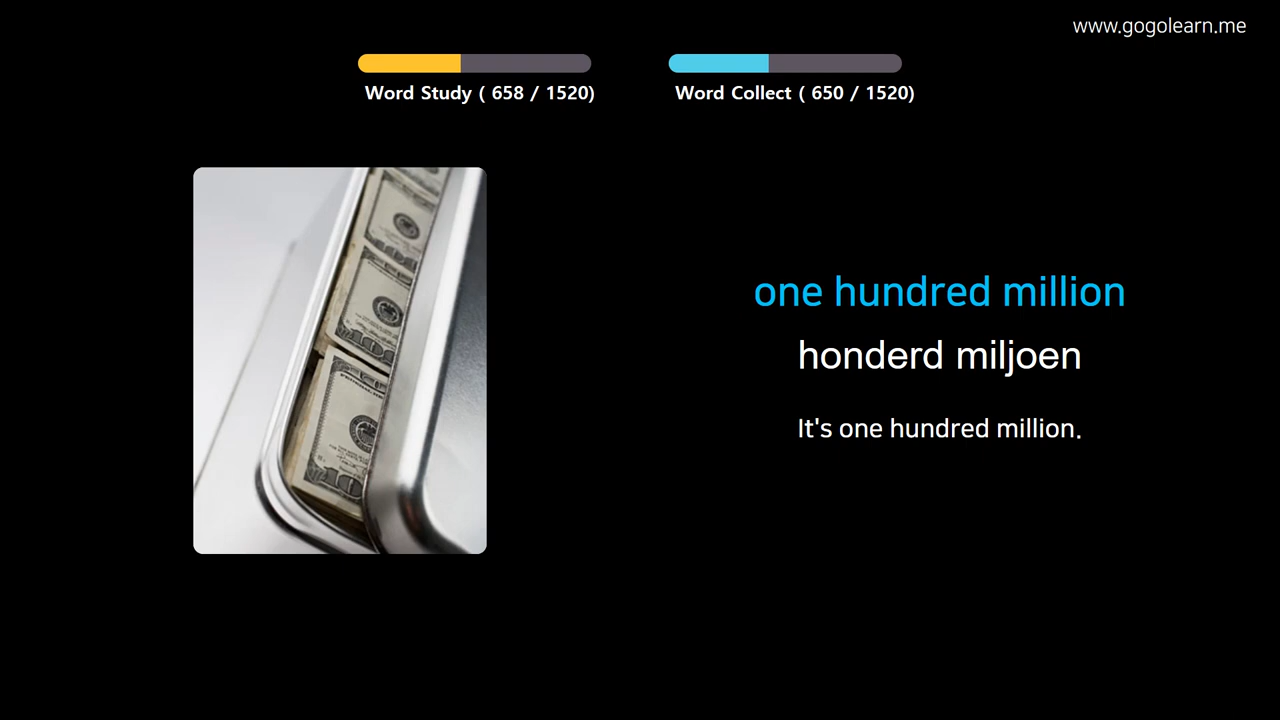 www.gogolearn.me
Word Study ( 658 / 1520)
Word Collect ( 650 / 1520)
one hundred million
honderd miljoen
It's one hundred million.